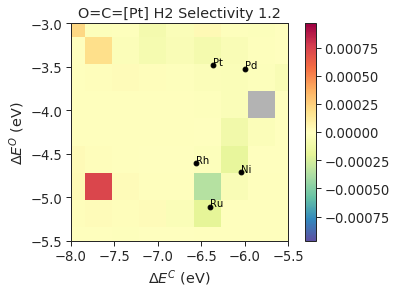 O=C=[Pt] H2 Selectivity 1.2
−3.0
−3.5
−4.0
−4.5
−5.0
−5.5
ΔE^O (eV)
Pt
Pd
Rh
Ni
Ru
−8.0 −7.5 −7.0 −6.5 −6.0 −5.5
ΔE^C (eV)
0.00075
0.00050
0.00025
0.00000
−0.00025
−0.00050
−0.00075